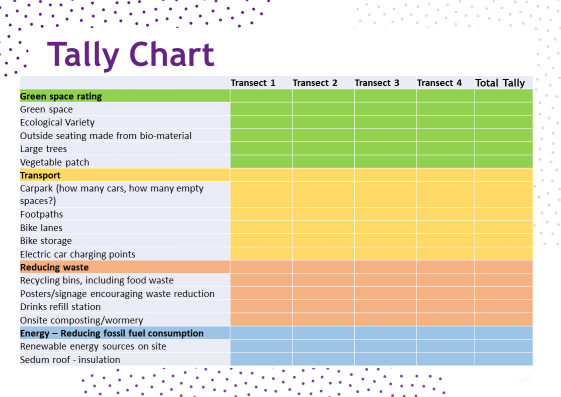 Tally Chart
Transect 1 Transect 2 Transect 3 Transect 4 Total Tally
Green space rating
Green space
Ecological Variety
Outside seating made from bio-material
Large trees
Vegetable patch
Transport
Carpark (how many cars, how many empty
spaces?)
Footpaths
Bike lanes
Bike storage
Electric car charging points
Reducing waste
Recycling bins, including food waste
Posters/signage encouraging waste reduction
Drinks refill station
Onsite composting/wormery
Energy – Reducing fossil fuel consumption
Renewable energy sources on site
Sedum roof - insulation